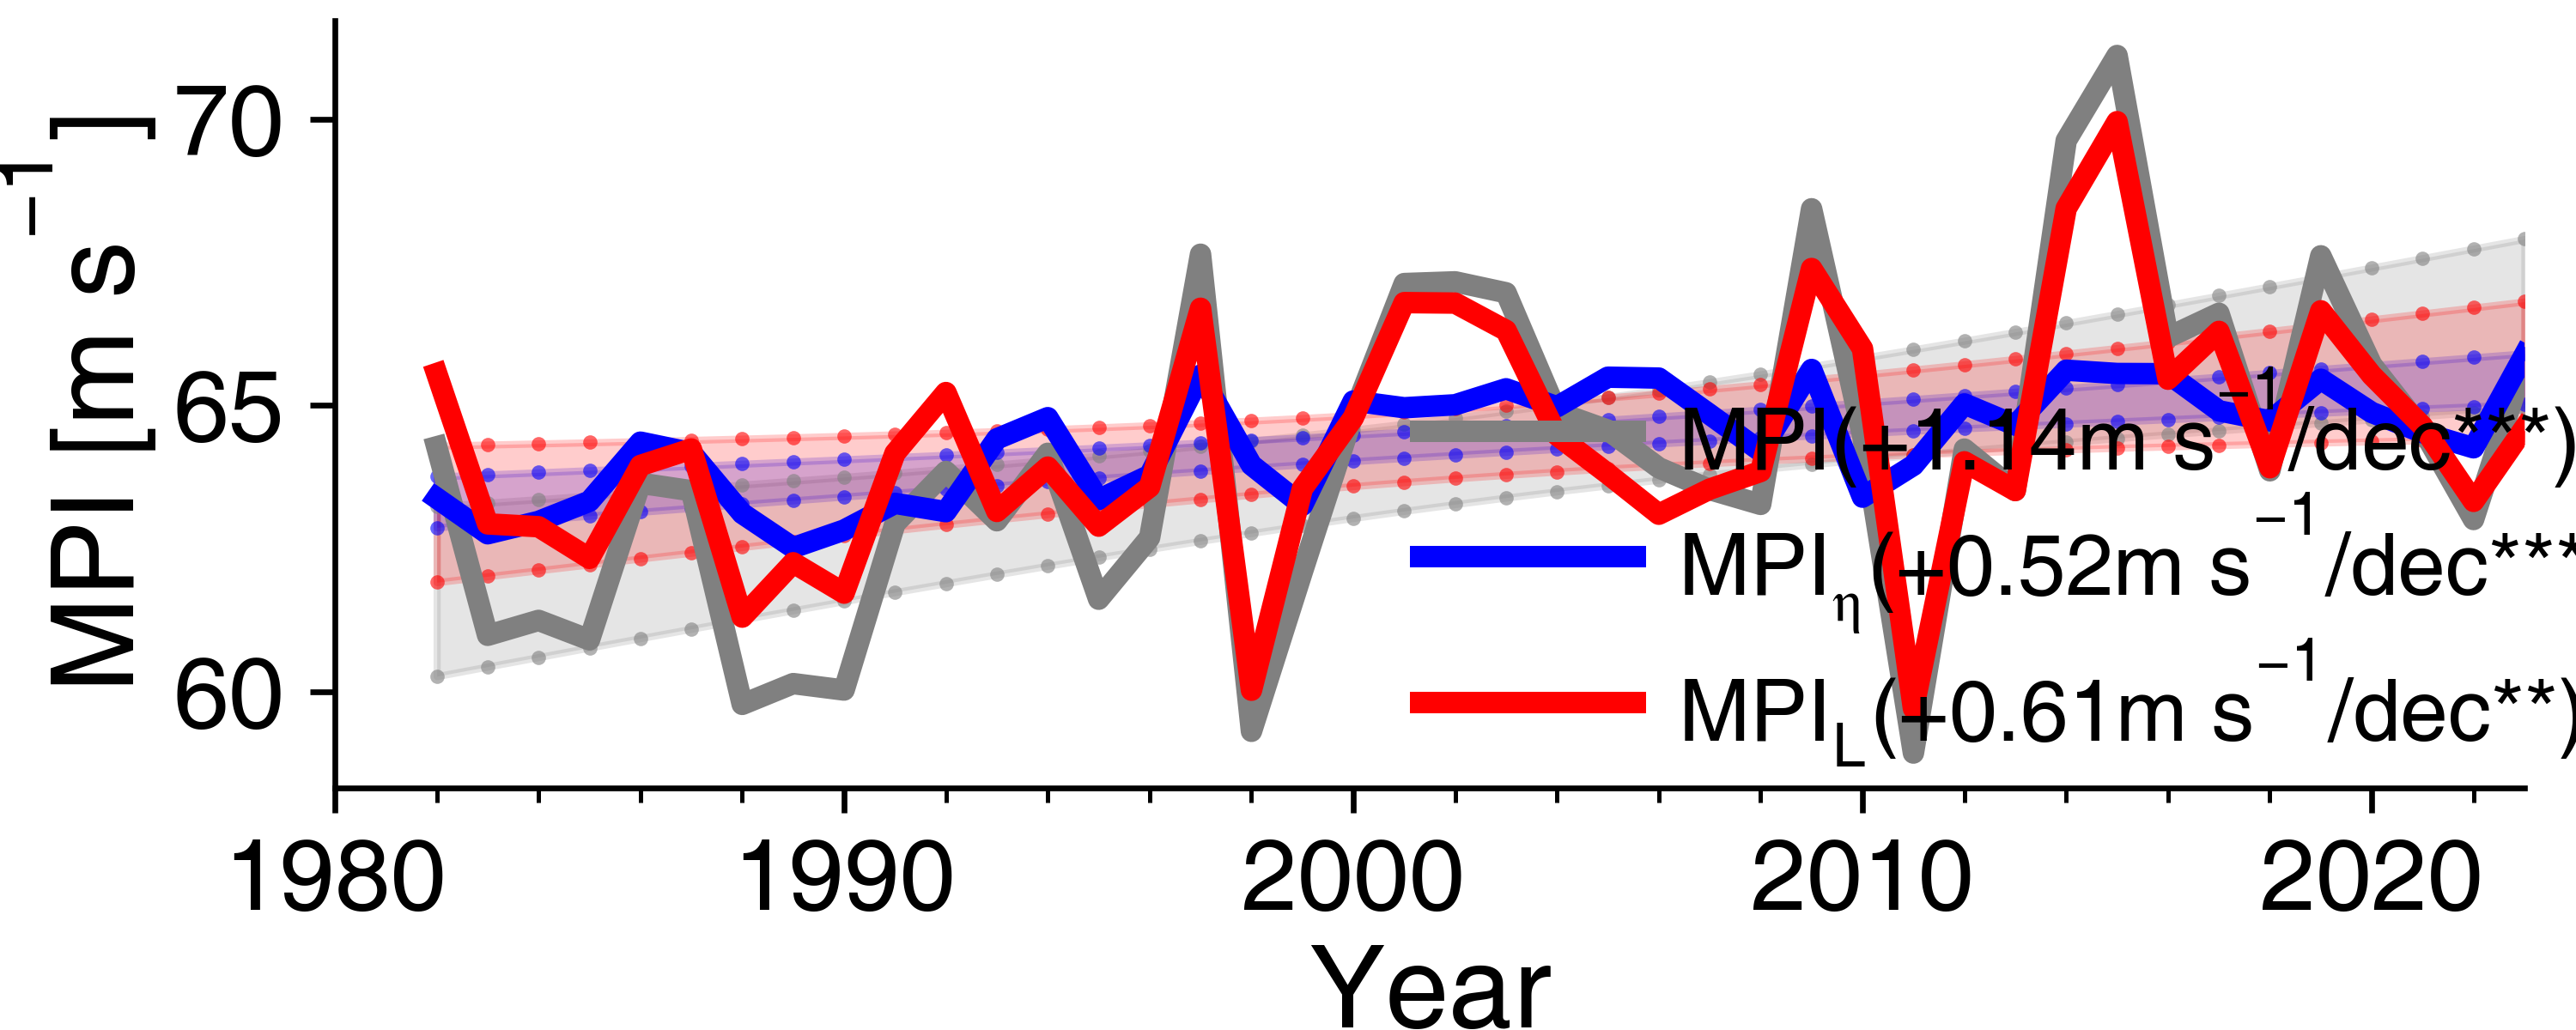 MPI [m s⁻¹]
70
65
60
MPI (+1.14m s⁻¹/dec***)
MPIη(+0.52m s⁻¹/dec***
MPI_L(+0.61m s⁻¹/dec**)
1980 1990 2000 2010 2020
Year